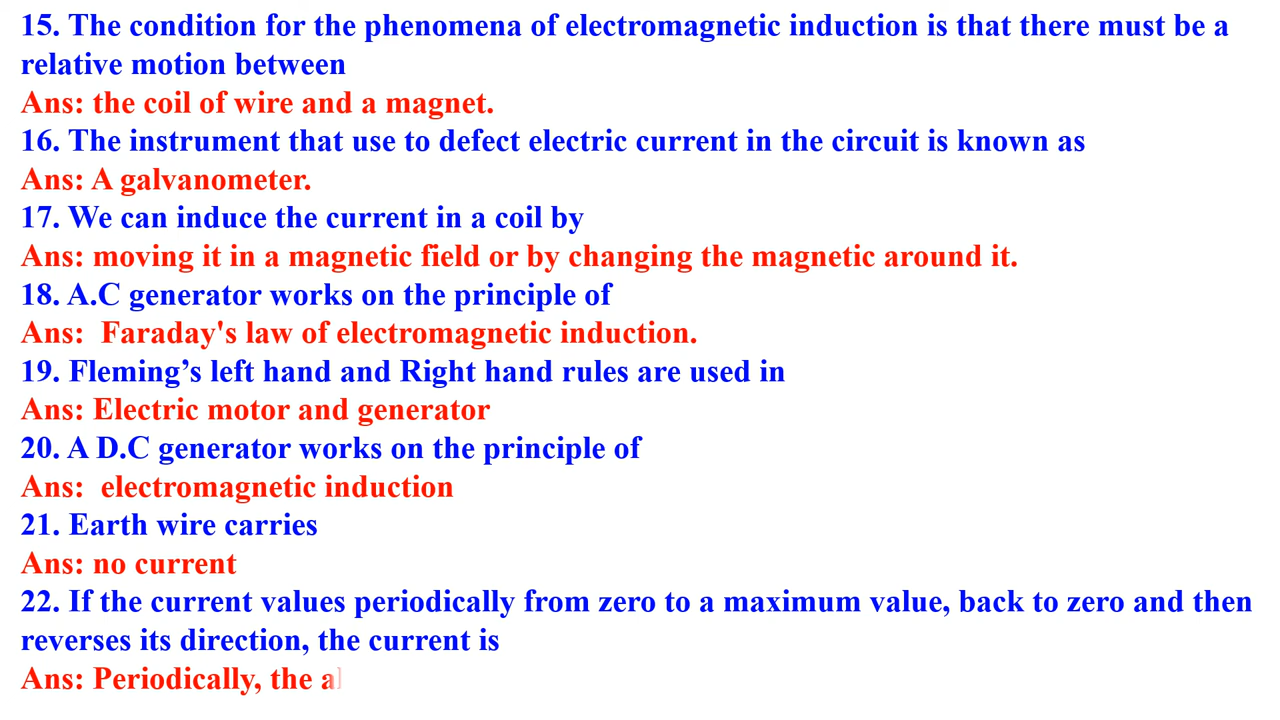 15. The condition for the phenomena of electromagnetic induction is that there must be a
relative motion between
Ans: the coil of wire and a magnet.
16. The instrument that use to defect electric current in the circuit is known as
Ans: A galvanometer.
17. We can induce the current in a coil by
Ans: moving it in a magnetic field or by changing the magnetic around it.
18. A.C generator works on the principle of
Ans:  Faraday's law of electromagnetic induction.
19. Fleming’s left hand and Right hand rules are used in
Ans: Electric motor and generator
20. A D.C generator works on the principle of
Ans:  electromagnetic induction
21. Earth wire carries
Ans: no current
22. If the current values periodically from zero to a maximum value, back to zero and then
reverses its direction, the current is
Ans: Periodically, the